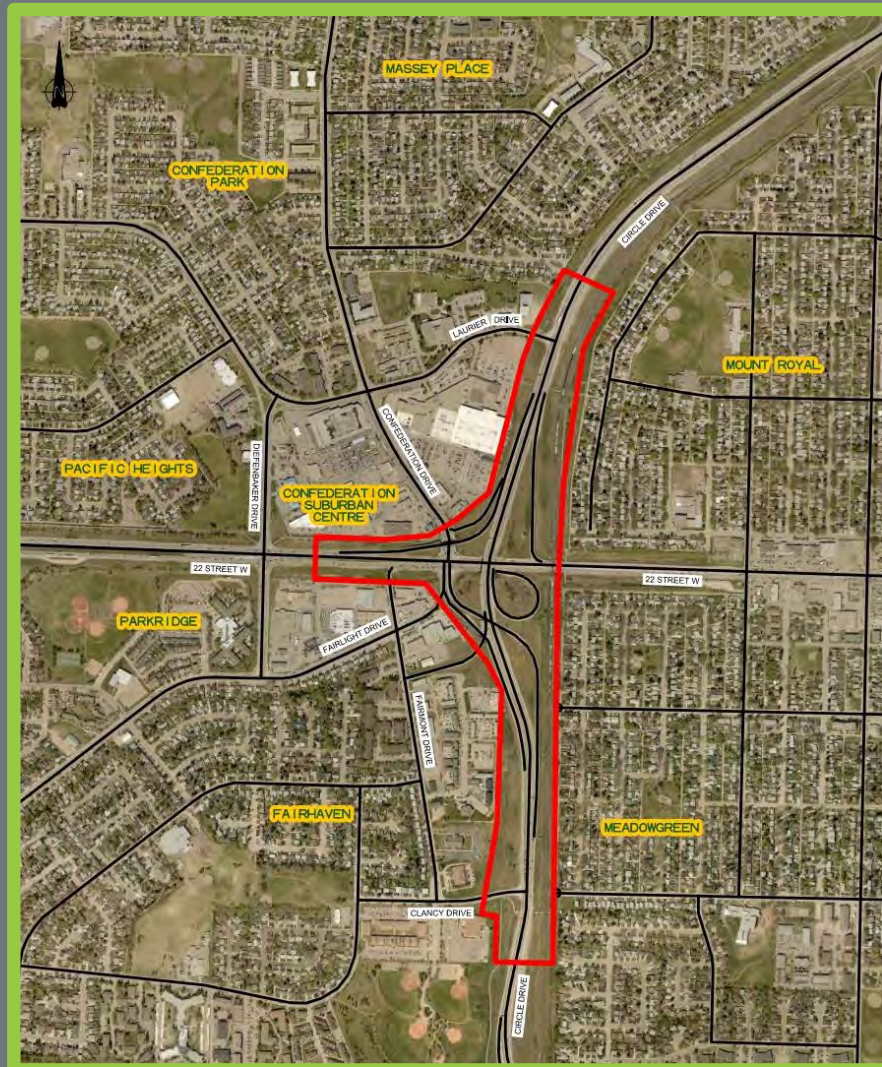 MASSEY PLACE
N
CONFEDERATION
PARK
CIRCLE DRIVE
LAURIER DRIVE
MOUNT ROYAL
CONFEDERATION DRIVE
DIEFENBAKER DRIVE
PACIFIC HEIGHTS
CONFEDERATION
SUBURBAN
CENTRE
22 STREET W
22 STREET W
PARKRIDGE
FAIRLIGHT DRIVE
FAIRMONT DRIVE
FAIRHAVEN
MEADOWGREEN
CLANCY DRIVE
CIRCLE DRIVE